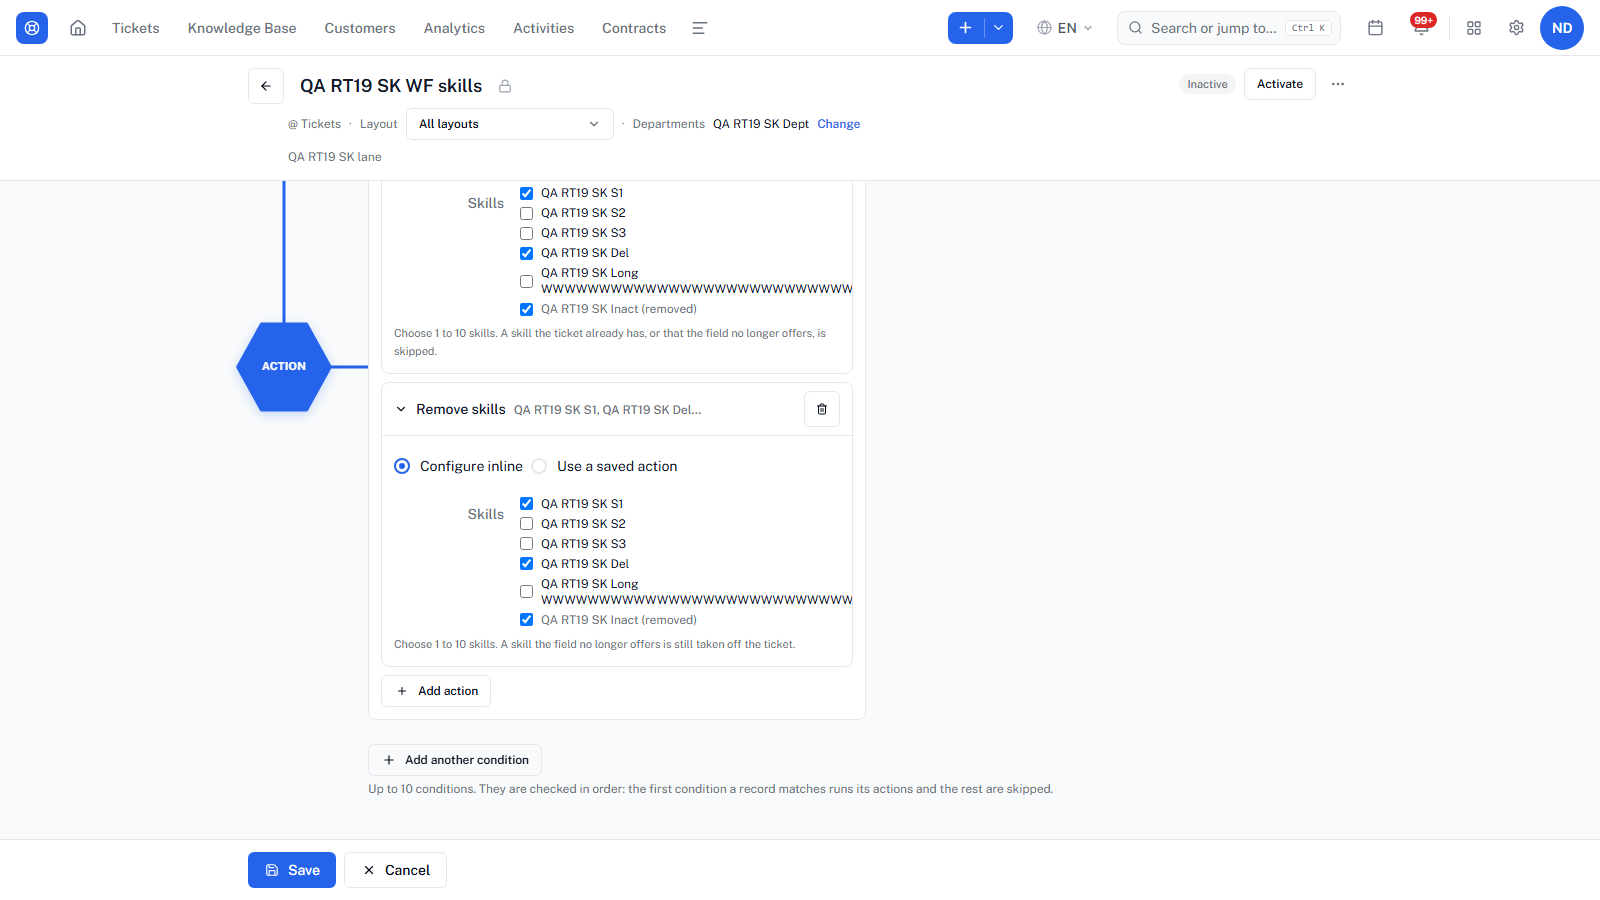 Tickets Knowledge Base Customers Analytics Activities Contracts EN Search or jump to... Ctrl K 99+ ND
QA RT19 SK WF skills Inactive Activate
@ Tickets · Layout All layouts · Departments QA RT19 SK Dept Change
QA RT19 SK lane
Skills
QA RT19 SK S1
QA RT19 SK S2
QA RT19 SK S3
QA RT19 SK Del
QA RT19 SK Long
WWWWWWWWWWWWWWWWWWWWWWWWWWW
QA RT19 SK Inact (removed)
Choose 1 to 10 skills. A skill the ticket already has, or that the field no longer offers, is
skipped.
ACTION
Remove skills QA RT19 SK S1, QA RT19 SK Del...
Configure inline Use a saved action
Skills
QA RT19 SK S1
QA RT19 SK S2
QA RT19 SK S3
QA RT19 SK Del
QA RT19 SK Long
WWWWWWWWWWWWWWWWWWWWWWWWWWW
QA RT19 SK Inact (removed)
Choose 1 to 10 skills. A skill the field no longer offers is still taken off the ticket.
Add action
Add another condition
Up to 10 conditions. They are checked in order: the first condition a record matches runs its actions and the rest are skipped.
Save Cancel